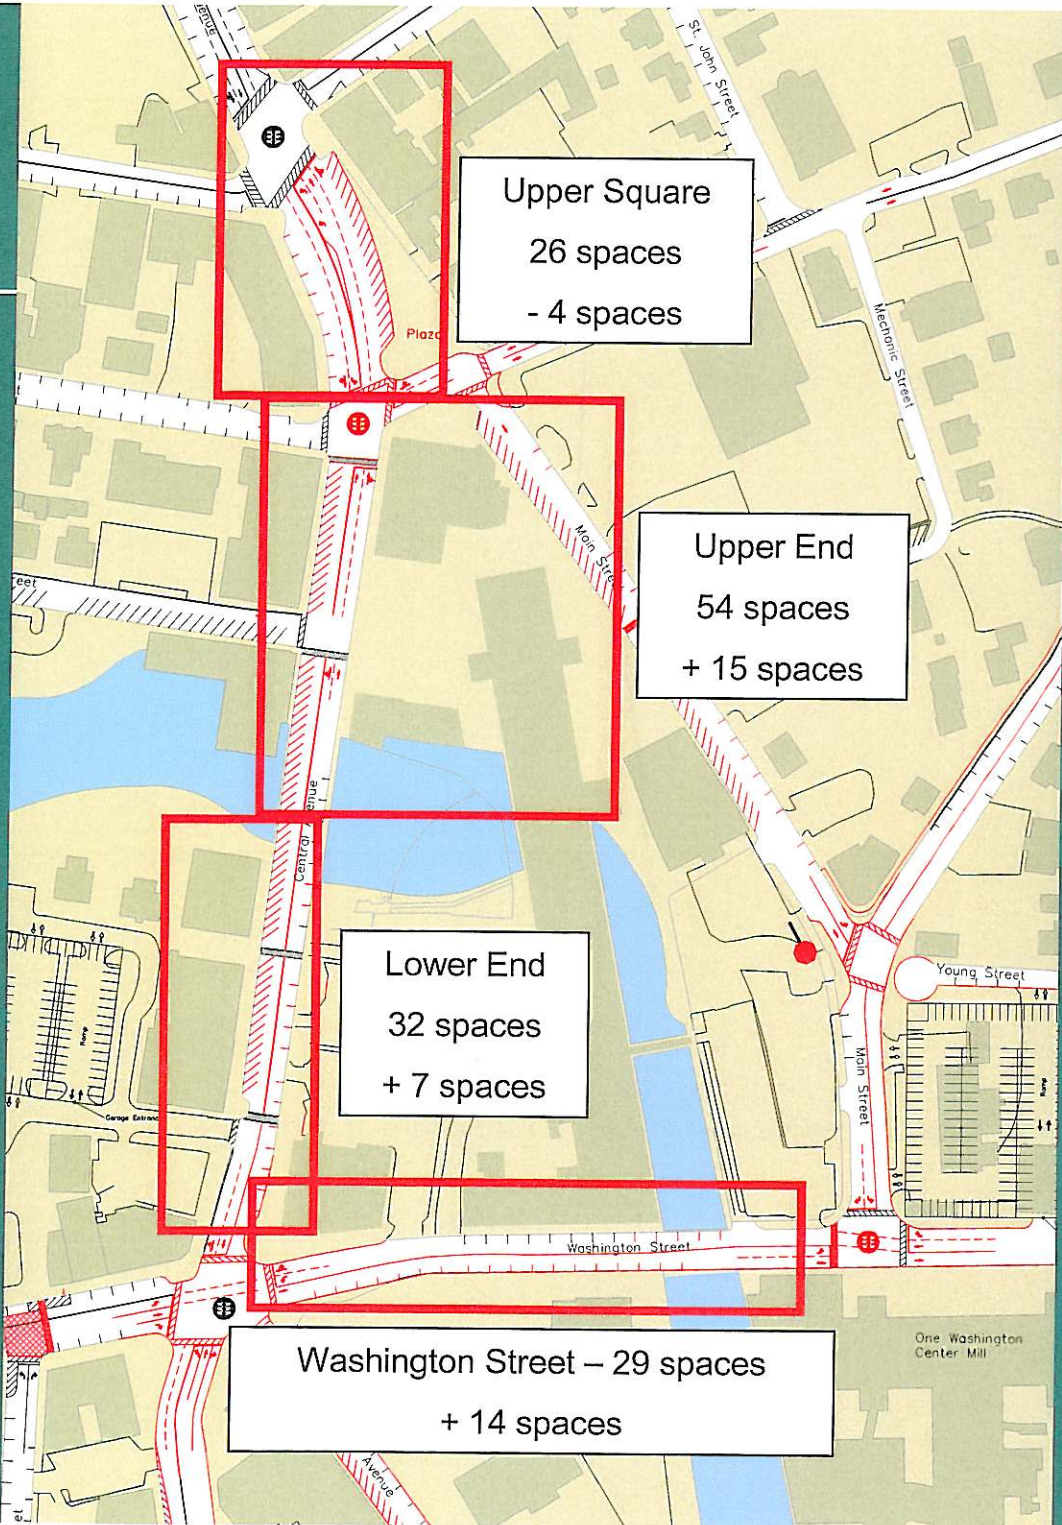 St. John Street
Upper Square
26 spaces
- 4 spaces
Mechanic Street
Plaza
Main Street
Upper End
54 spaces
+ 15 spaces
Central Avenue
Lower End
32 spaces
+ 7 spaces
Young Street
Ramp
Ramp
Main Street
Garage Entrance
Washington Street
One Washington
Center Mill
Washington Street – 29 spaces
+ 14 spaces
Avenue